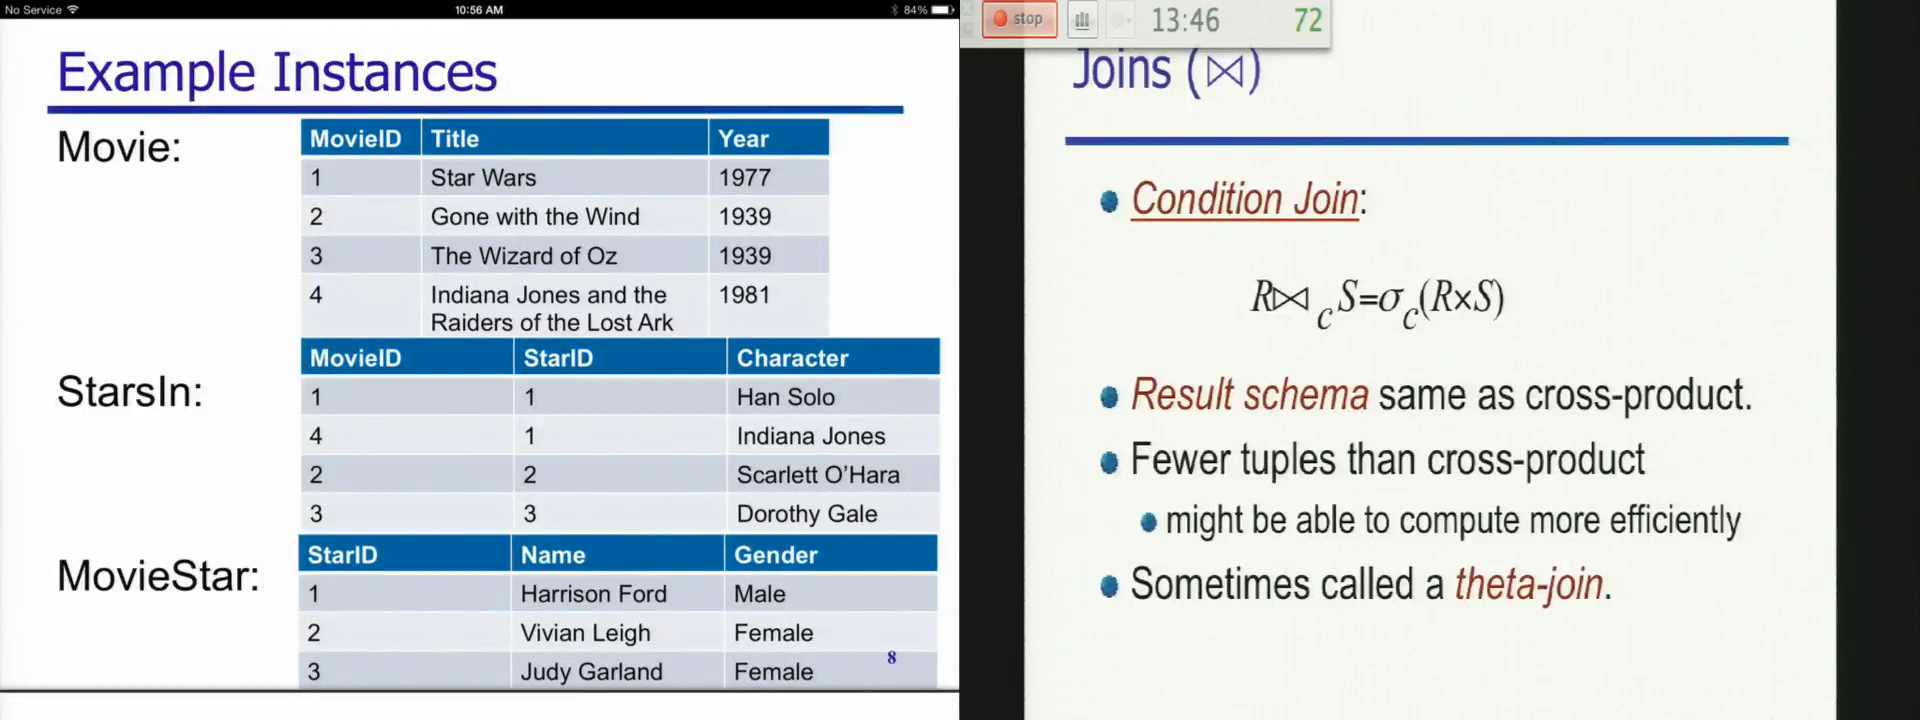 No Service
10:56 AM
84%
Example Instances
Movie:
MovieID Title Year
1 Star Wars 1977
2 Gone with the Wind 1939
3 The Wizard of Oz 1939
4 Indiana Jones and the Raiders of the Lost Ark 1981
StarsIn:
MovieID StarID Character
1 1 Han Solo
4 1 Indiana Jones
2 2 Scarlett O'Hara
3 3 Dorothy Gale
MovieStar:
StarID Name Gender
1 Harrison Ford Male
2 Vivian Leigh Female
3 Judy Garland Female
8
stop 13:46 72
Joins (⋈)
Condition Join:
R⋈ c S=σc(R×S)
Result schema same as cross-product.
Fewer tuples than cross-product
might be able to compute more efficiently
Sometimes called a theta-join.